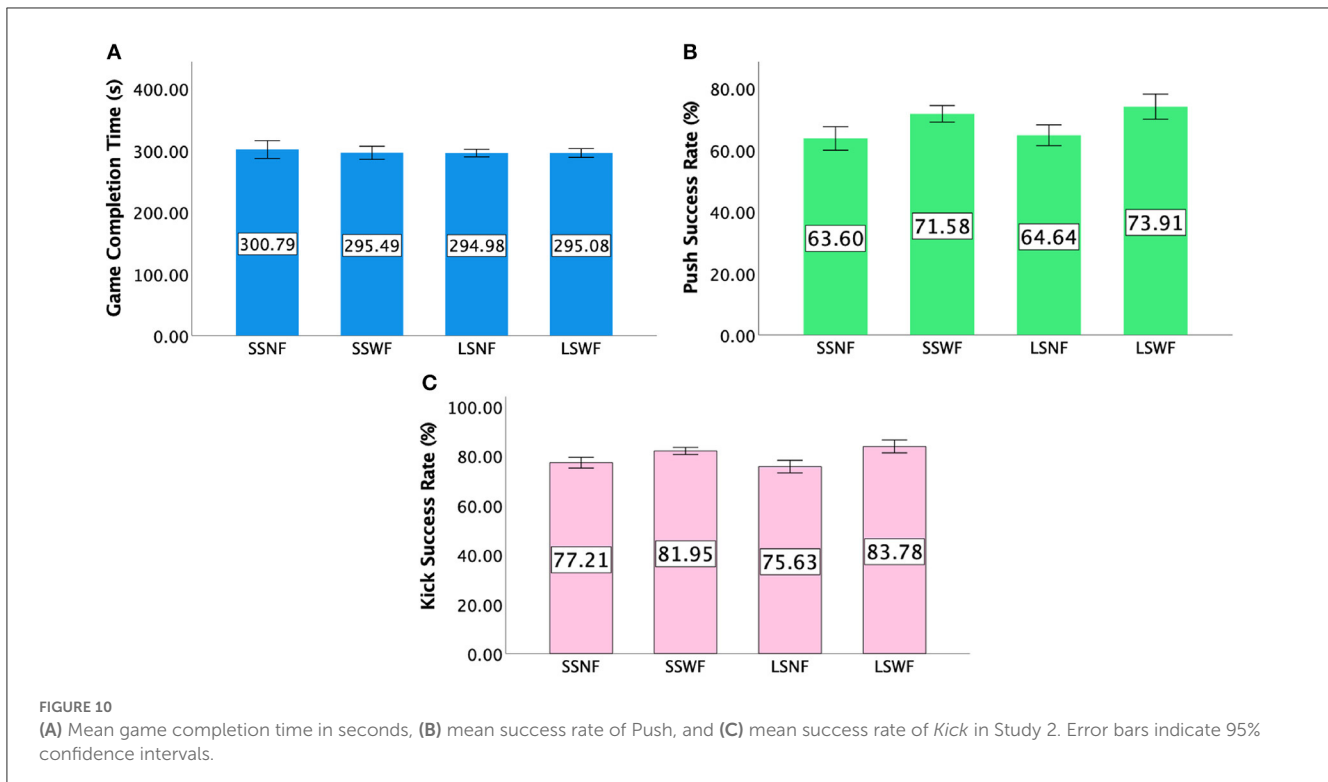 A
Game Completion Time (s)
400.00
300.00
200.00
100.00
0.00
300.79
295.49
294.98
295.08
SSNF
SSWF
LSNF
LSWF
B
Push Success Rate (%)
80.00
60.00
40.00
20.00
0.00
63.60
71.58
64.64
73.91
SSNF
SSWF
LSNF
LSWF
C
Kick Success Rate (%)
100.00
80.00
60.00
40.00
20.00
0.00
77.21
81.95
75.63
83.78
SSNF
SSWF
LSNF
LSWF
FIGURE 10
(A) Mean game completion time in seconds, (B) mean success rate of Push, and (C) mean success rate of Kick in Study 2. Error bars indicate 95%
confidence intervals.